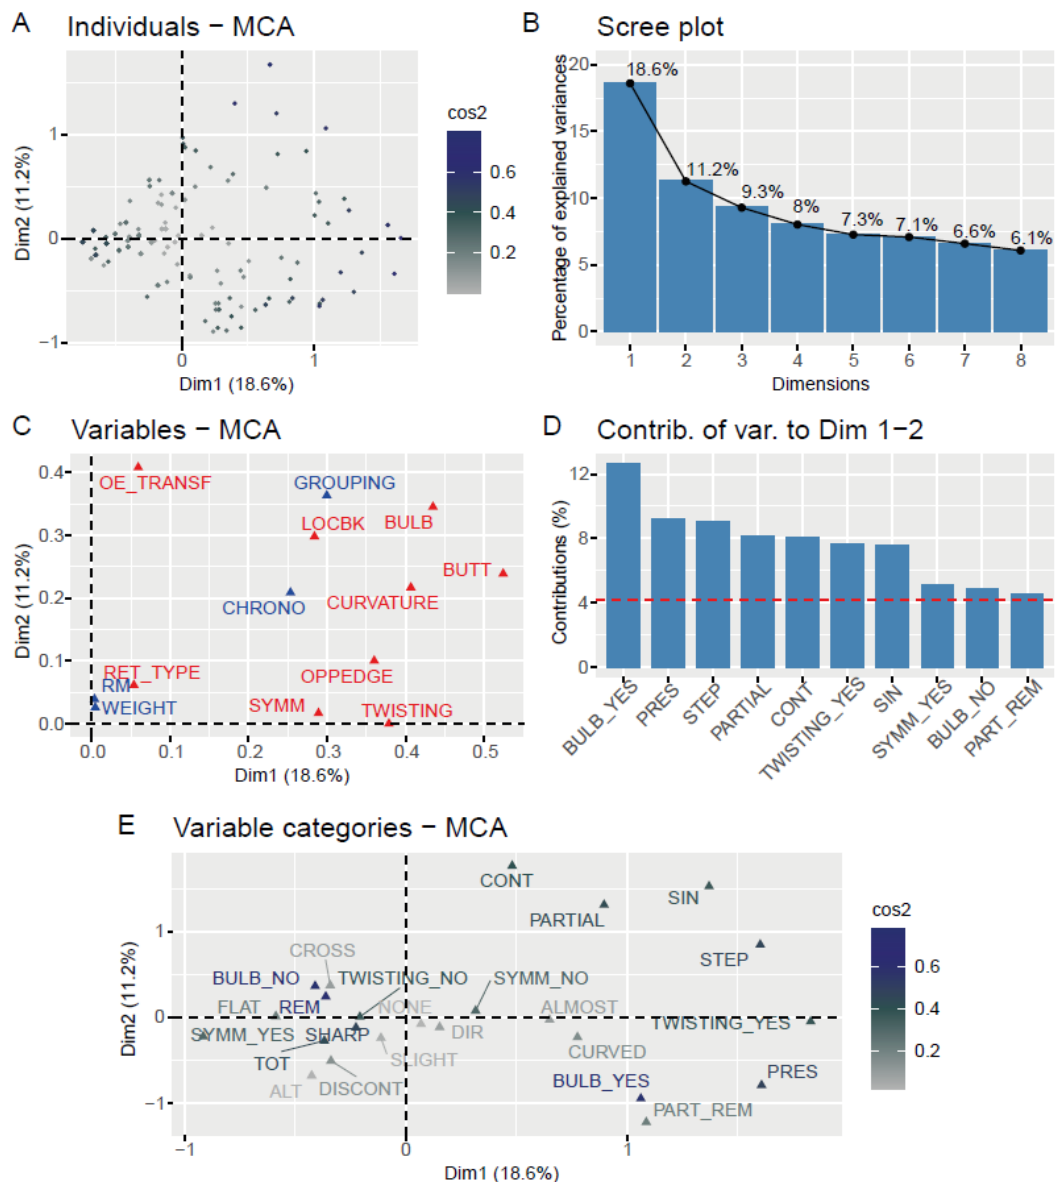 A Individuals − MCA
cos2
1
0
−1
0.6
0.4
0.2
0
1
Dim2 (11.2%)
Dim1 (18.6%)
B Scree plot
20
15
10
5
0
18.6%
11.2%
9.3%
8%
7.3%
7.1%
6.6%
6.1%
1 2 3 4 5 6 7 8
Percentage of explained variances
Dimensions
C Variables − MCA
0.4
0.3
0.2
0.1
0.0
OE_TRANSF
GROUPING
LOCBK
BULB
BUTT
CHRONO
CURVATURE
RET_TYPE
OPPEDGE
RM
WEIGHT
SYMM
TWISTING
0.0 0.1 0.2 0.3 0.4 0.5
Dim2 (11.2%)
Dim1 (18.6%)
D Contrib. of var. to Dim 1−2
12
8
4
0
Contributions (%)
BULB_YES
PRES
STEP
PARTIAL
CONT
TWISTING_YES
SIN
SYMM_YES
BULB_NO
PART_REM
E Variable categories − MCA
1
0
−1
CONT
SIN
PARTIAL
STEP
CROSS
BULB_NO
TWISTING_NO
SYMM_NO
FLAT
REM
NONE
ALMOST
SYMM_YES
SHARP
DIR
TWISTING_YES
TOT
SLIGHT
CURVED
ALT
DISCONT
BULB_YES
PRES
PART_REM
−1 0 1
Dim2 (11.2%)
Dim1 (18.6%)
cos2
0.6
0.4
0.2